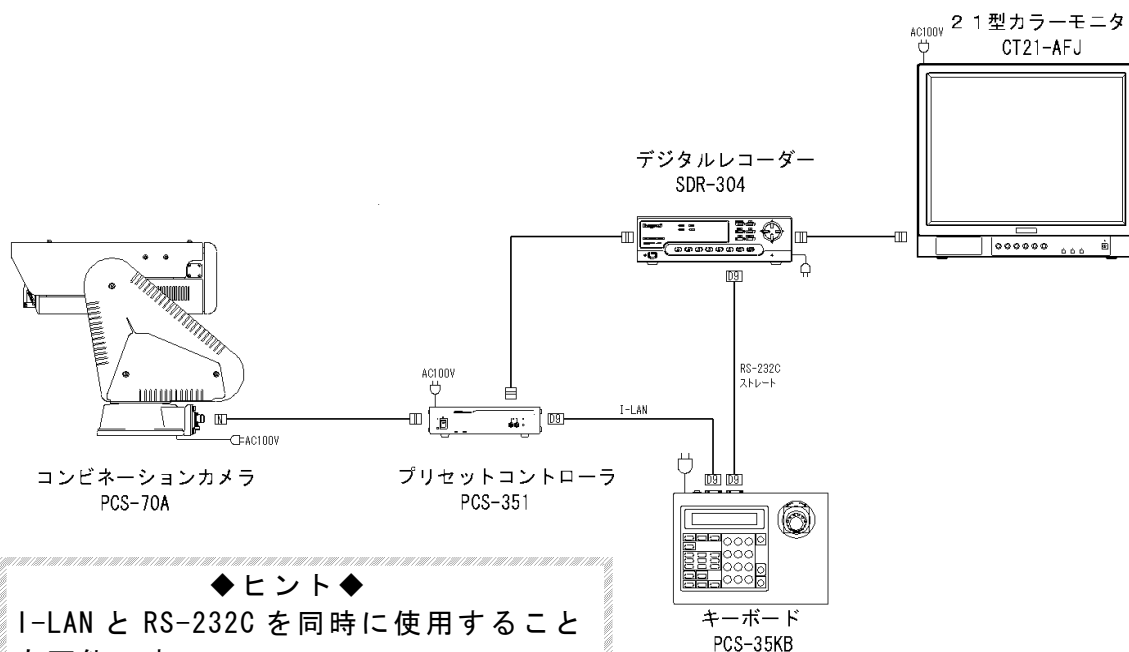 AC100V
２１型カラーモニタ
CT21-AFJ
デジタルレコーダー
SDR-304
D9
RS-232C
ストレート
AC100V
I-LAN
N
D9
AC100V
D9 D9
コンビネーションカメラ
PCS-70A
プリセットコントローラ
PCS-351
キーボード
PCS-35KB
◆ヒント◆
I-LAN と RS-232C を同時に使用すること